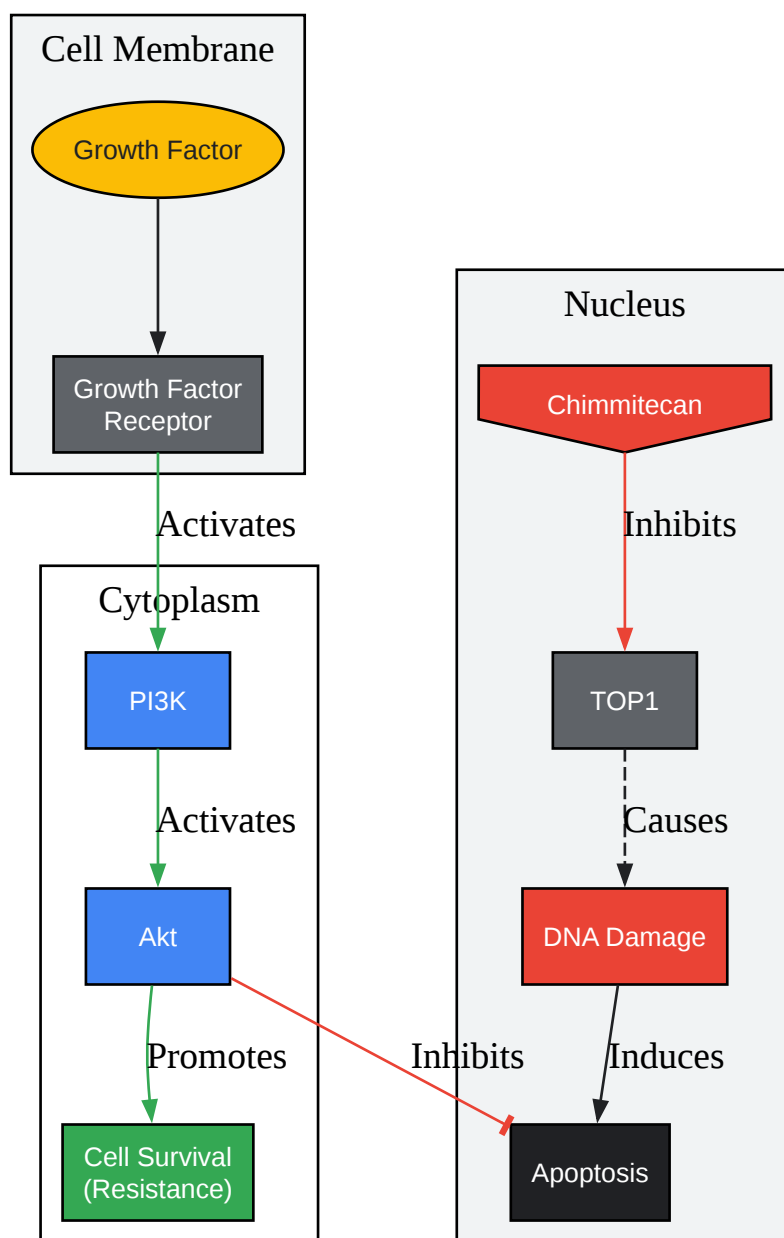 Cell Membrane
Growth Factor
Growth Factor
Receptor
Activates
Cytoplasm
PI3K
Activates
Akt
Promotes
Cell Survival
(Resistance)
Inhibits
Nucleus
Chimmitecan
Inhibits
TOP1
Causes
DNA Damage
Induces
Apoptosis